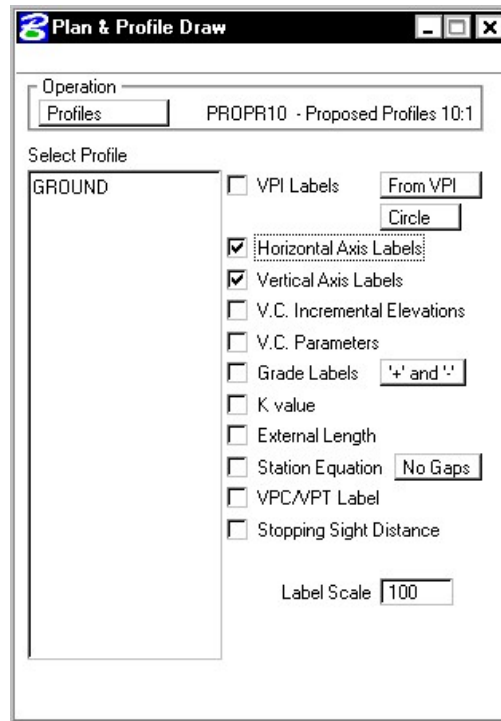 Plan & Profile Draw
Operation
Profiles PROPR10 - Proposed Profiles 10:1
Select Profile
GROUND
VPI Labels From VPI
Circle
Horizontal Axis Labels
Vertical Axis Labels
V.C. Incremental Elevations
V.C. Parameters
Grade Labels '+' and '-'
K value
External Length
Station Equation No Gaps
VPC/VPT Label
Stopping Sight Distance
Label Scale 100